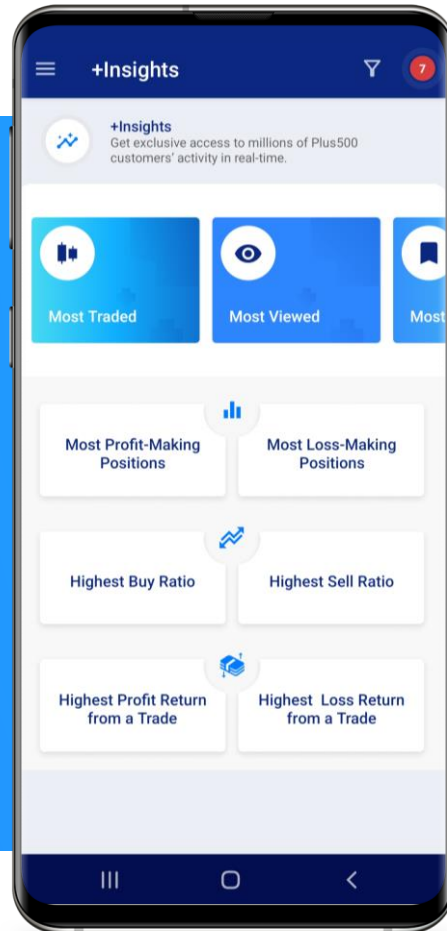 +Insights
7
+Insights
Get exclusive access to millions of Plus500
customers' activity in real-time.
Most Traded
Most Viewed
Most
Most Profit-Making
Positions
Most Loss-Making
Positions
Highest Buy Ratio
Highest Sell Ratio
Highest Profit Return
from a Trade
Highest Loss Return
from a Trade